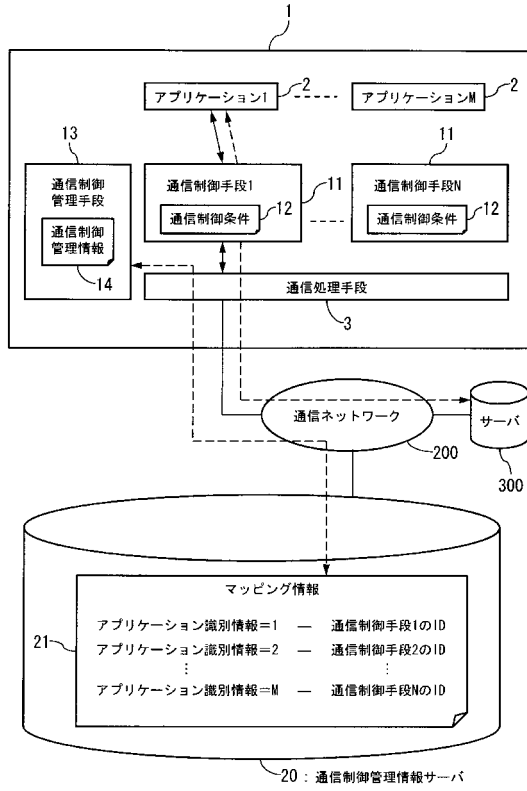 1
アプリケーション1
2
アプリケーションM
2
13
通信制御
管理手段
通信制御
管理情報
14
通信制御手段1
11
通信制御条件
12
11
通信制御手段N
通信制御条件
12
通信処理手段
3
通信ネットワーク
200
サーバ
300
マッピング情報
21
アプリケーション識別情報=1 — 通信制御手段1のID
アプリケーション識別情報=2 — 通信制御手段2のID
⋮ ⋮
アプリケーション識別情報=M — 通信制御手段NのID
20:通信制御管理情報サーバ